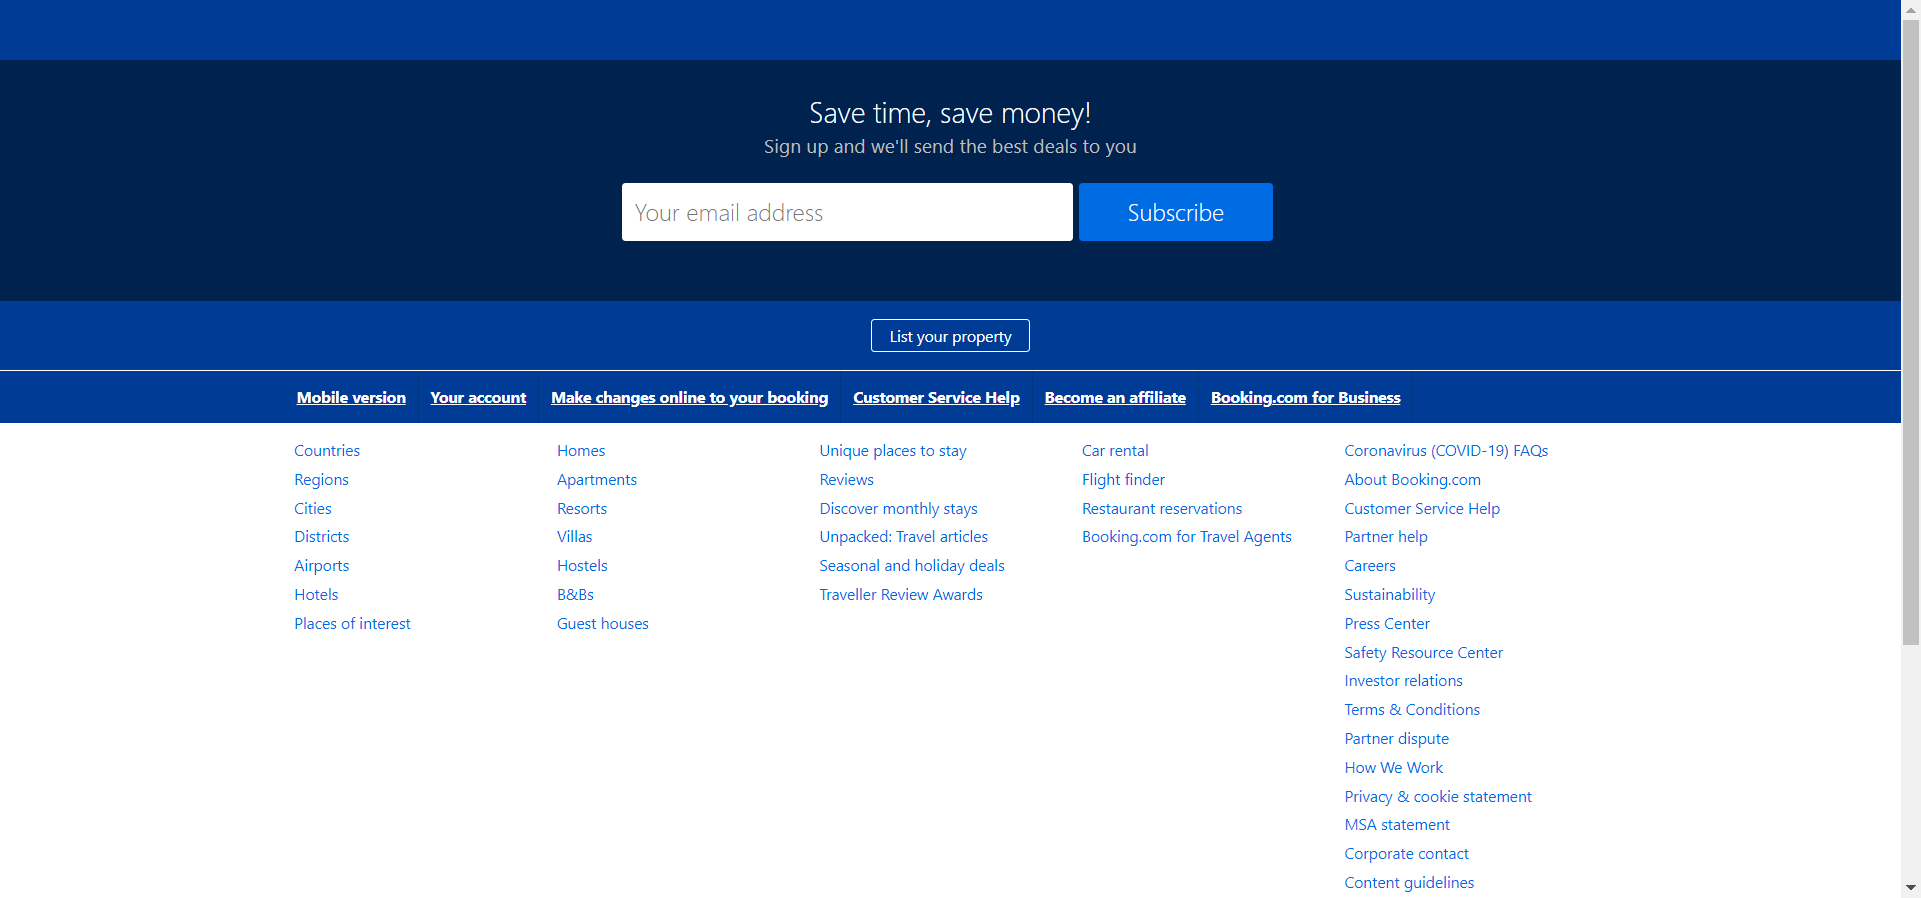 Save time, save money!
Sign up and we'll send the best deals to you
Your email address
Subscribe
List your property
Mobile version
Your account
Make changes online to your booking
Customer Service Help
Become an affiliate
Booking.com for Business
Countries
Regions
Cities
Districts
Airports
Hotels
Places of interest
Homes
Apartments
Resorts
Villas
Hostels
B&Bs
Guest houses
Unique places to stay
Reviews
Discover monthly stays
Unpacked: Travel articles
Seasonal and holiday deals
Traveller Review Awards
Car rental
Flight finder
Restaurant reservations
Booking.com for Travel Agents
Coronavirus (COVID-19) FAQs
About Booking.com
Customer Service Help
Partner help
Careers
Sustainability
Press Center
Safety Resource Center
Investor relations
Terms & Conditions
Partner dispute
How We Work
Privacy & cookie statement
MSA statement
Corporate contact
Content guidelines